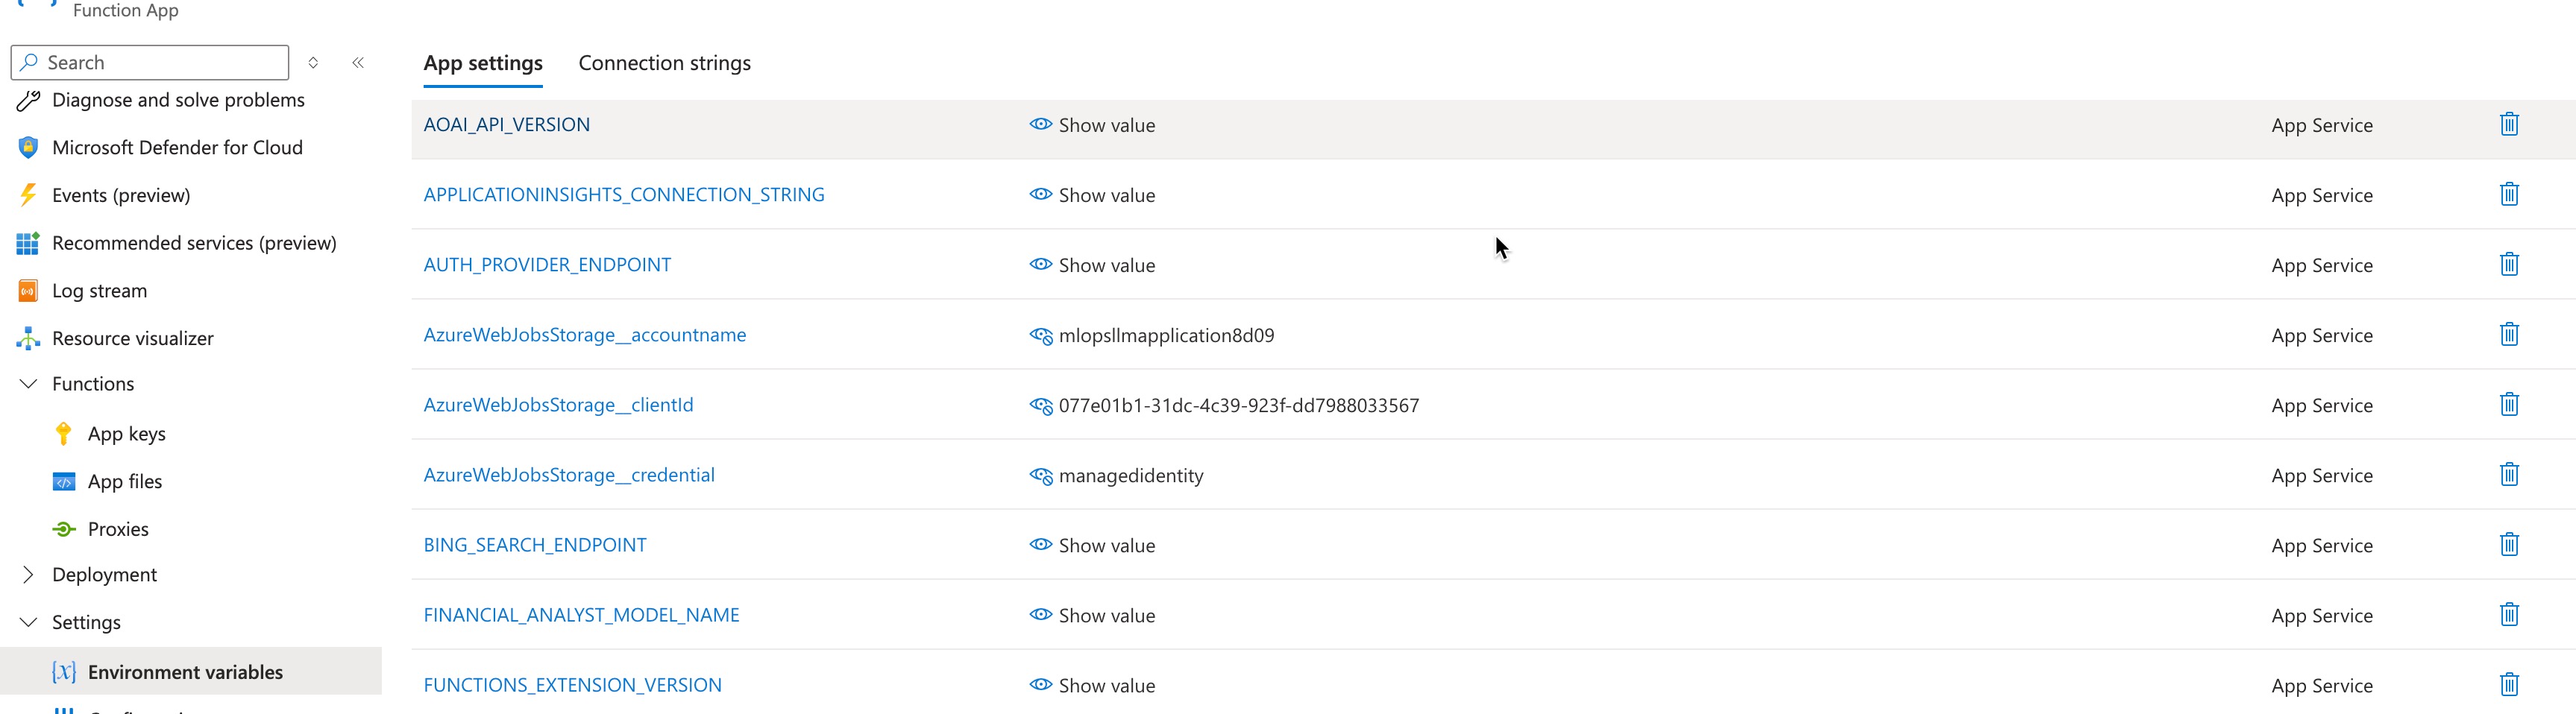 Function App
Search
Diagnose and solve problems
Microsoft Defender for Cloud
Events (preview)
Recommended services (preview)
Log stream
Resource visualizer
Functions
App keys
App files
Proxies
Deployment
Settings
Environment variables
App settings Connection strings
AOAI_API_VERSION Show value App Service
APPLICATIONINSIGHTS_CONNECTION_STRING Show value App Service
AUTH_PROVIDER_ENDPOINT Show value App Service
AzureWebJobsStorage__accountname mlopsllmapplication8d09 App Service
AzureWebJobsStorage__clientId 077e01b1-31dc-4c39-923f-dd7988033567 App Service
AzureWebJobsStorage__credential managedidentity App Service
BING_SEARCH_ENDPOINT Show value App Service
FINANCIAL_ANALYST_MODEL_NAME Show value App Service
FUNCTIONS_EXTENSION_VERSION Show value App Service